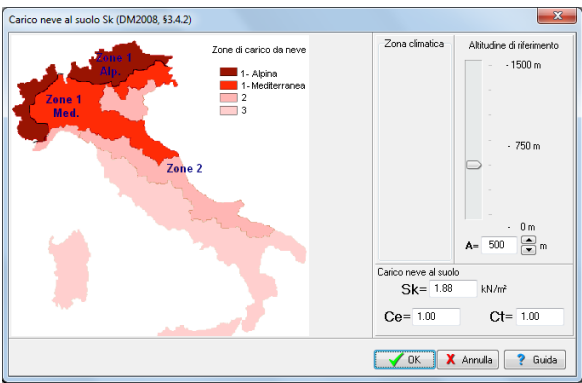 Carico neve al suolo Sk (DM2008, §3.4.2)
Zone di carico da neve
1- Alpina
1-Mediterranea
2
3
Zone 1
Alp.
Zone 1
Med.
Zone 2
Zona climatica
Altitudine di riferimento
- 1500 m
- 750 m
- 0 m
A= 500 m
Carico neve al suolo
Sk= 1.88 kN/m²
Ce= 1.00 Ct= 1.00
OK Annulla ? Guida